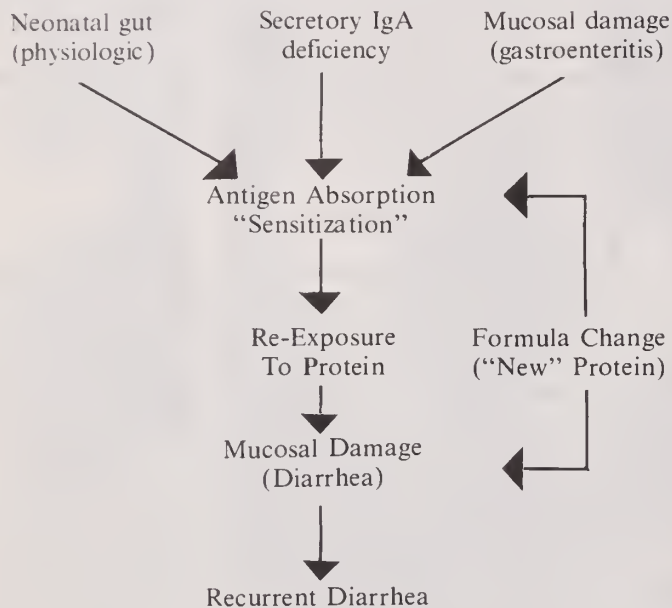 Neonatal gut
(physiologic)
Secretory IgA
deficiency
Mucosal damage
(gastroenteritis)
Antigen Absorption
“Sensitization”
Re-Exposure
To Protein
Formula Change
(“New” Protein)
Mucosal Damage
(Diarrhea)
Recurrent Diarrhea